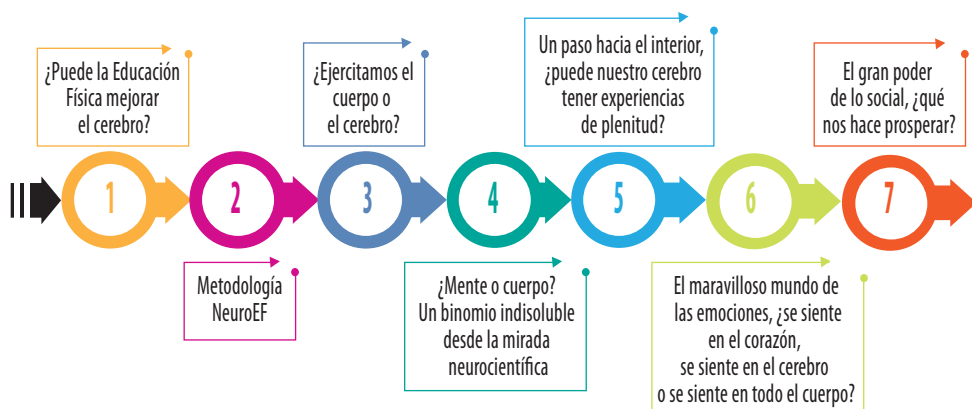 ¿Puede la Educación
Física mejorar
el cerebro?
¿Ejercitamos el
cuerpo o
el cerebro?
Un paso hacia el interior,
¿puede nuestro cerebro
tener experiencias
de plenitud?
El gran poder
de lo social, ¿qué
nos hace prosperar?
1
2
3
4
5
6
7
Metodología
NeuroEF
¿Mente o cuerpo?
Un binomio indisoluble
desde la mirada
neurocientífica
El maravilloso mundo de
las emociones, ¿se siente
en el corazón,
se siente en el cerebro
o se siente en todo el cuerpo?